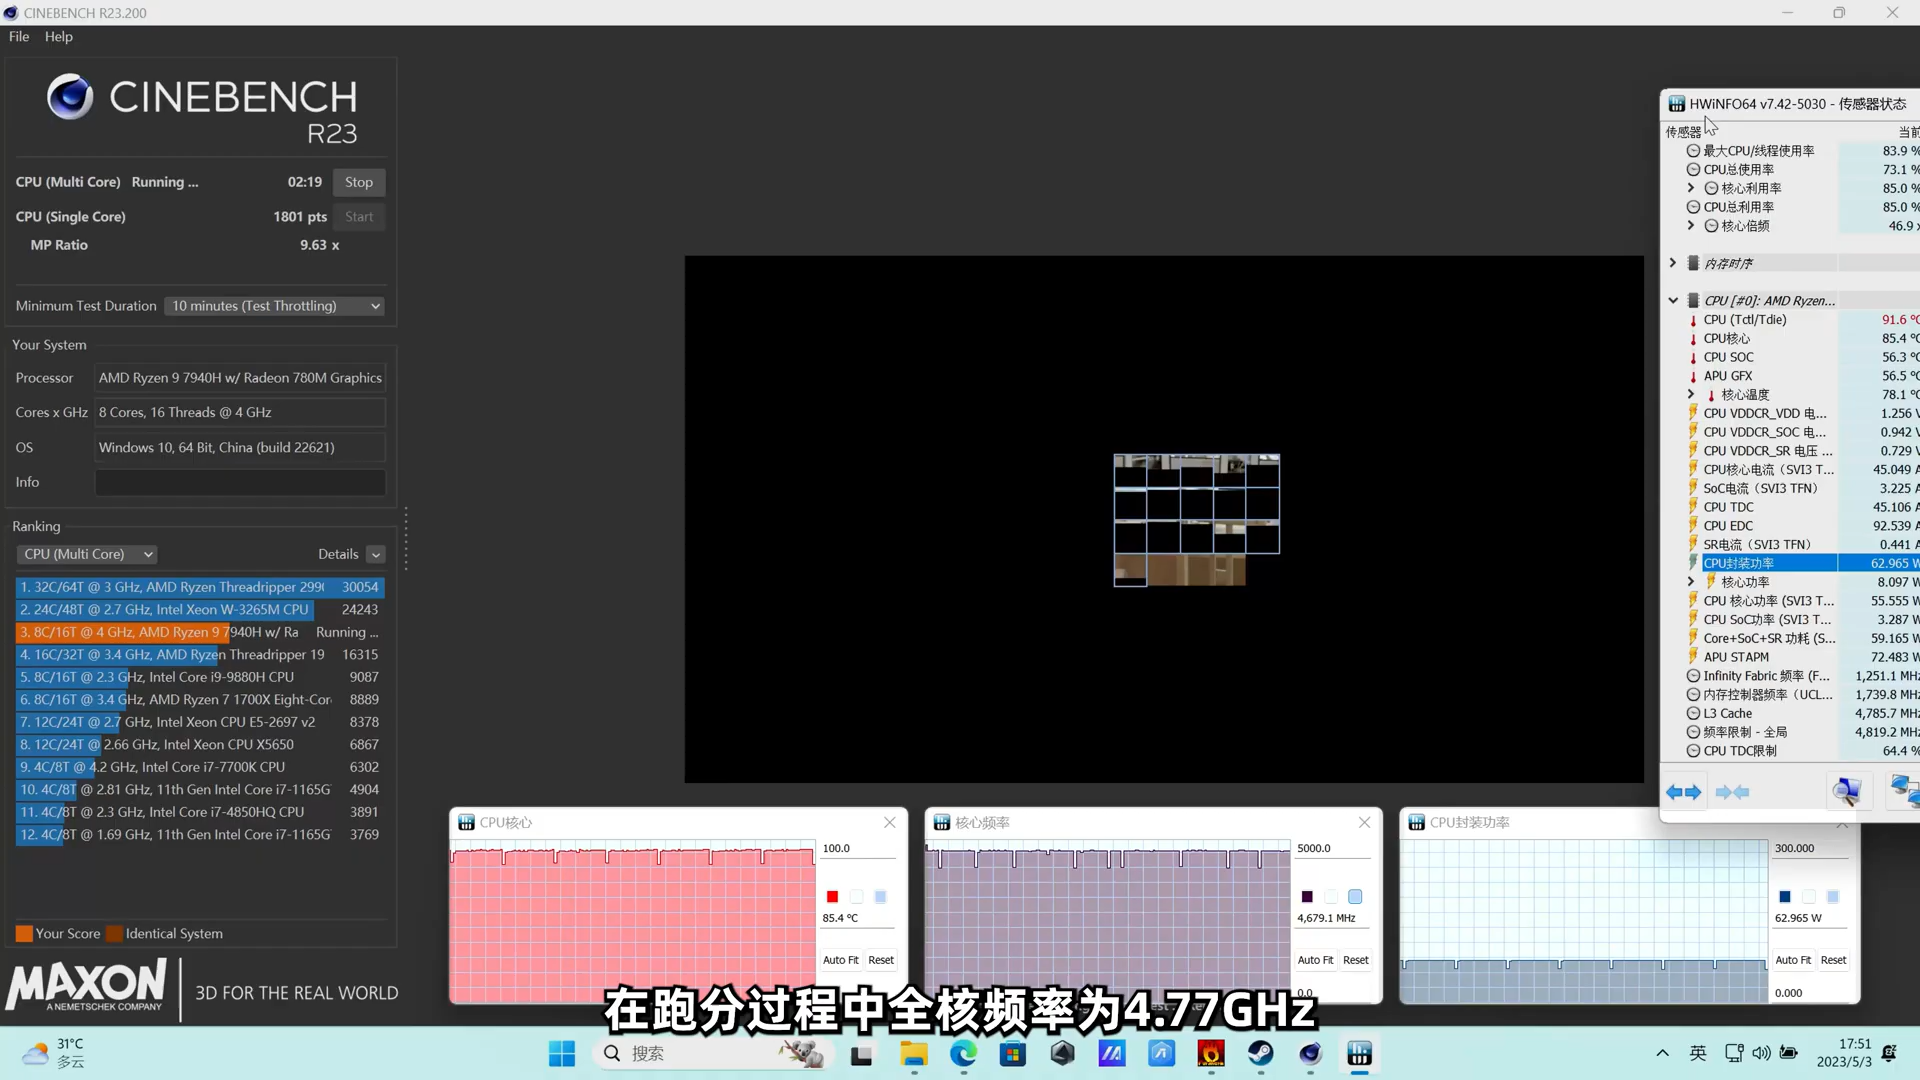 CINEBENCH R23.200
File Help
CINEBENCH
R23
CPU (Multi Core) Running ... 02:19 Stop
CPU (Single Core) 1801 pts Start
MP Ratio 9.63 x
Minimum Test Duration 10 minutes (Test Throttling)
Your System
Processor AMD Ryzen 9 7940H w/ Radeon 780M Graphics
Cores x GHz 8 Cores, 16 Threads @ 4 GHz
OS Windows 10, 64 Bit, China (build 22621)
Info
Ranking
CPU (Multi Core) Details
1. 32C/64T @ 3 GHz, AMD Ryzen Threadripper 299 30054
2. 24C/48T @ 2.7 GHz, Intel Xeon W-3265M CPU 24243
3. 8C/16T @ 4 GHz, AMD Ryzen 9 7940H w/ Ra Running ...
4. 16C/32T @ 3.4 GHz, AMD Ryzen Threadripper 19 16315
5. 8C/16T @ 2.3 GHz, Intel Core i9-9880H CPU 9087
6. 8C/16T @ 3.4 GHz, AMD Ryzen 7 1700X Eight-Cor 8889
7. 12C/24T @ 2.7 GHz, Intel Xeon CPU E5-2697 v2 8378
8. 12C/24T @ 2.66 GHz, Intel Xeon CPU X5650 6867
9. 4C/8T @ 4.2 GHz, Intel Core i7-7700K CPU 6302
10. 4C/8T @ 2.81 GHz, 11th Gen Intel Core i7-1165G 4904
11. 4C/8T @ 2.3 GHz, Intel Core i7-4850HQ CPU 3891
12. 4C/8T @ 1.69 GHz, 11th Gen Intel Core i7-1165G 3769
Your Score Identical System
MAXON
A NEMETSCHEK COMPANY
3D FOR THE REAL WORLD
HWiNFO64 v7.42-5030 - 传感器状态
传感器 当前
最大CPU/线程使用率 83.9 %
CPU总使用率 73.1 %
核心利用率 85.0 %
CPU总利用率 85.0 %
核心倍频 46.9 x
内存时序
CPU [#0]: AMD Ryzen...
CPU (Tctl/Tdie) 91.6 °C
CPU核心 85.4 °C
CPU SOC 56.3 °C
APU GFX 56.5 °C
核心温度 78.1 °C
CPU VDDCR_VDD 电... 1.256 V
CPU VDDCR_SOC 电... 0.942 V
CPU VDDCR_SR 电压 ... 0.729 V
CPU核心电流（SVI3 T... 45.049 A
SoC电流（SVI3 TFN） 3.225 A
CPU TDC 45.106 A
CPU EDC 92.539 A
SR电流（SVI3 TFN） 0.441 A
CPU封装功率 62.965 W
核心功率 8.097 W
CPU 核心功率 (SVI3 T... 55.555 W
CPU SoC功率 (SVI3 T... 3.287 W
Core+SoC+SR 功耗 (S... 59.165 W
APU STAPM 72.483 W
Infinity Fabric 频率 (F... 1,251.1 MHz
内存控制器频率（UCL... 1,739.8 MHz
L3 Cache 4,785.7 MHz
频率限制 - 全局 4,819.2 MHz
CPU TDC限制 64.4 %
CPU核心
100.0
85.4 °C
Auto Fit Reset
核心频率
5000.0
4,679.1 MHz
Auto Fit Reset
0.0
CPU封装功率
300.000
62.965 W
Auto Fit Reset
0.000
在跑分过程中全核频率为4.77GHz
31°C
多云
搜索
英
17:51
2023/5/3